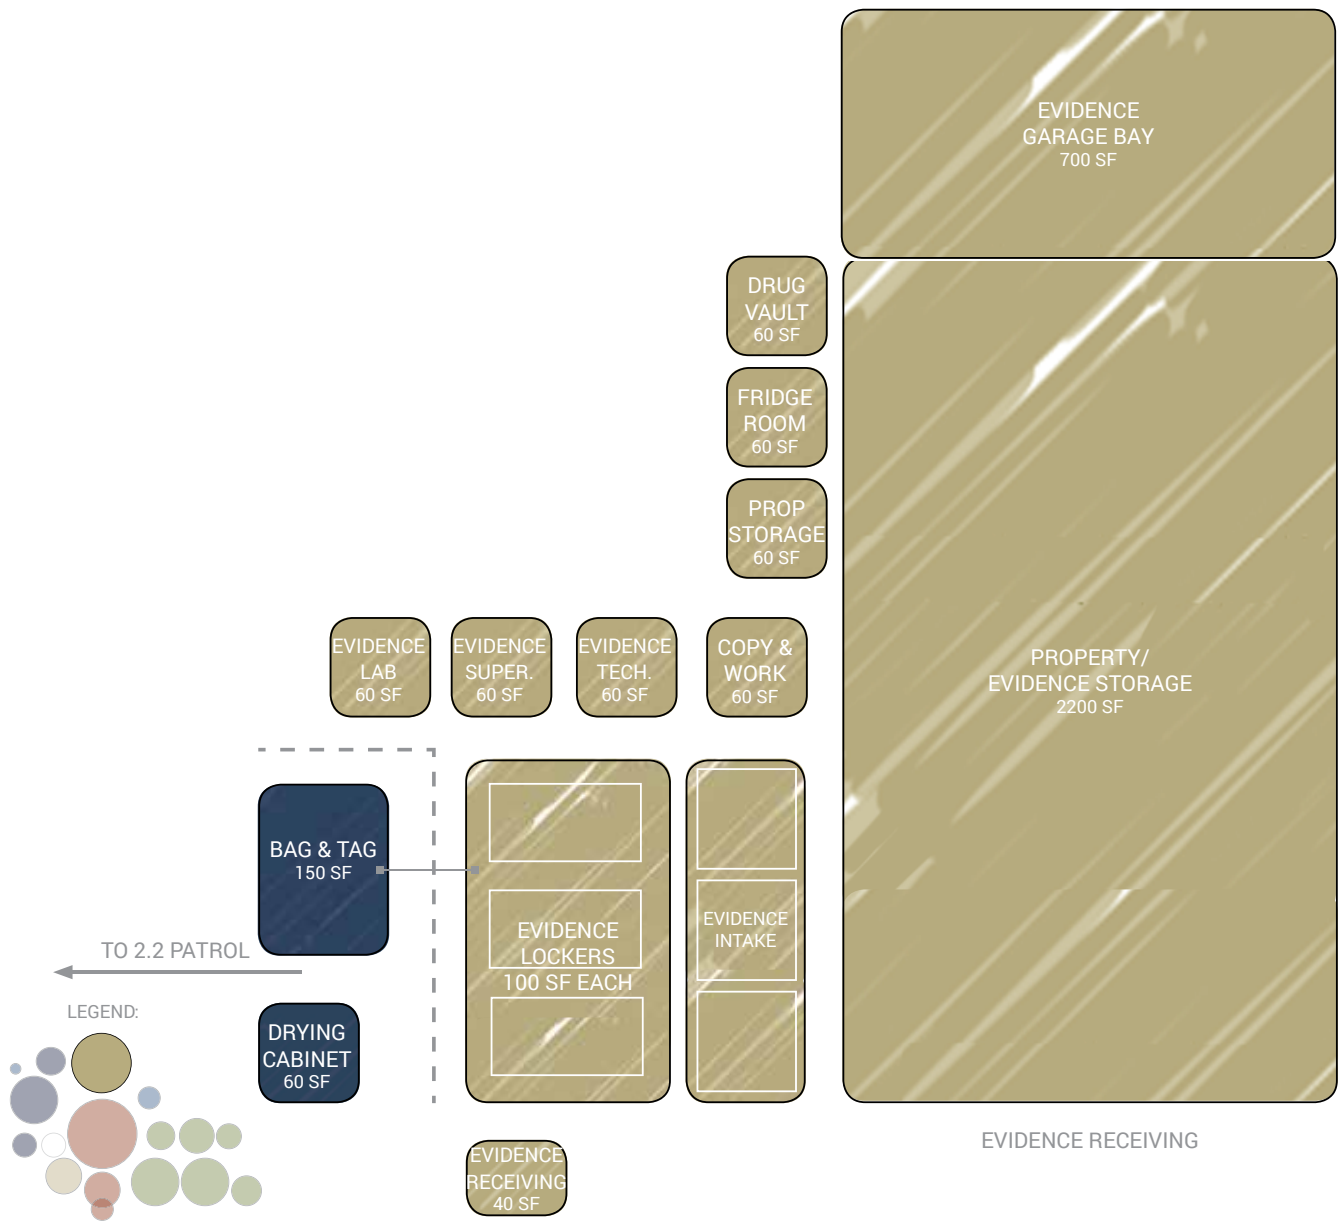 EVIDENCE
GARAGE BAY
700 SF
DRUG
VAULT
60 SF
FRIDGE
ROOM
60 SF
PROP
STORAGE
60 SF
EVIDENCE
LAB
60 SF
EVIDENCE
SUPER.
60 SF
EVIDENCE
TECH.
60 SF
COPY &
WORK
60 SF
PROPERTY/
EVIDENCE STORAGE
2200 SF
BAG & TAG
150 SF
EVIDENCE
LOCKERS
100 SF EACH
EVIDENCE
INTAKE
TO 2.2 PATROL
LEGEND:
DRYING
CABINET
60 SF
EVIDENCE
RECEIVING
40 SF
EVIDENCE RECEIVING